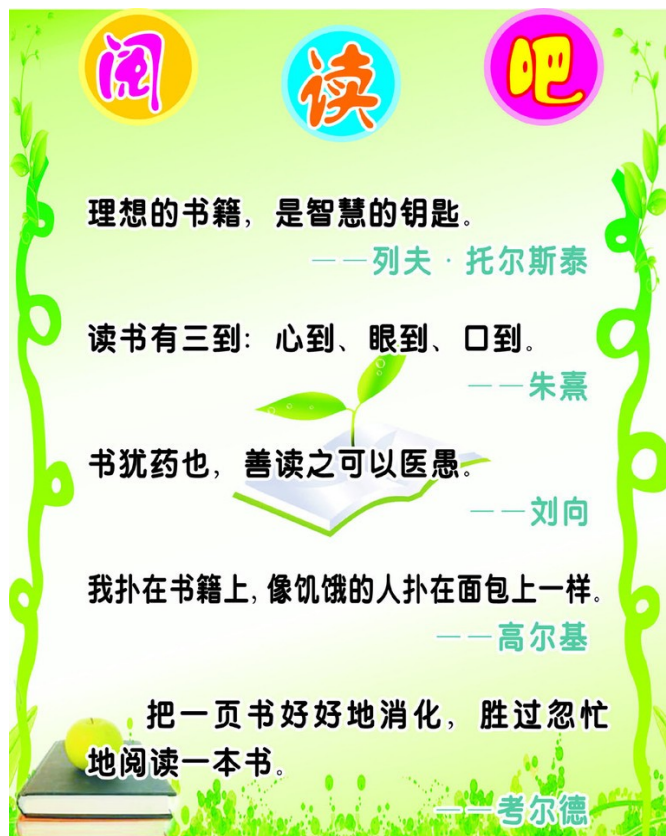 阅读吧
理想的书籍，是智慧的钥匙。
——列夫·托尔斯泰
读书有三到：心到、眼到、口到。
——朱熹
书犹药也，善读之可以医愚。
——刘向
我扑在书籍上，像饥饿的人扑在面包上一样。
——高尔基
把一页书好好地消化，胜过忽忙
地阅读一本书。
——考尔德